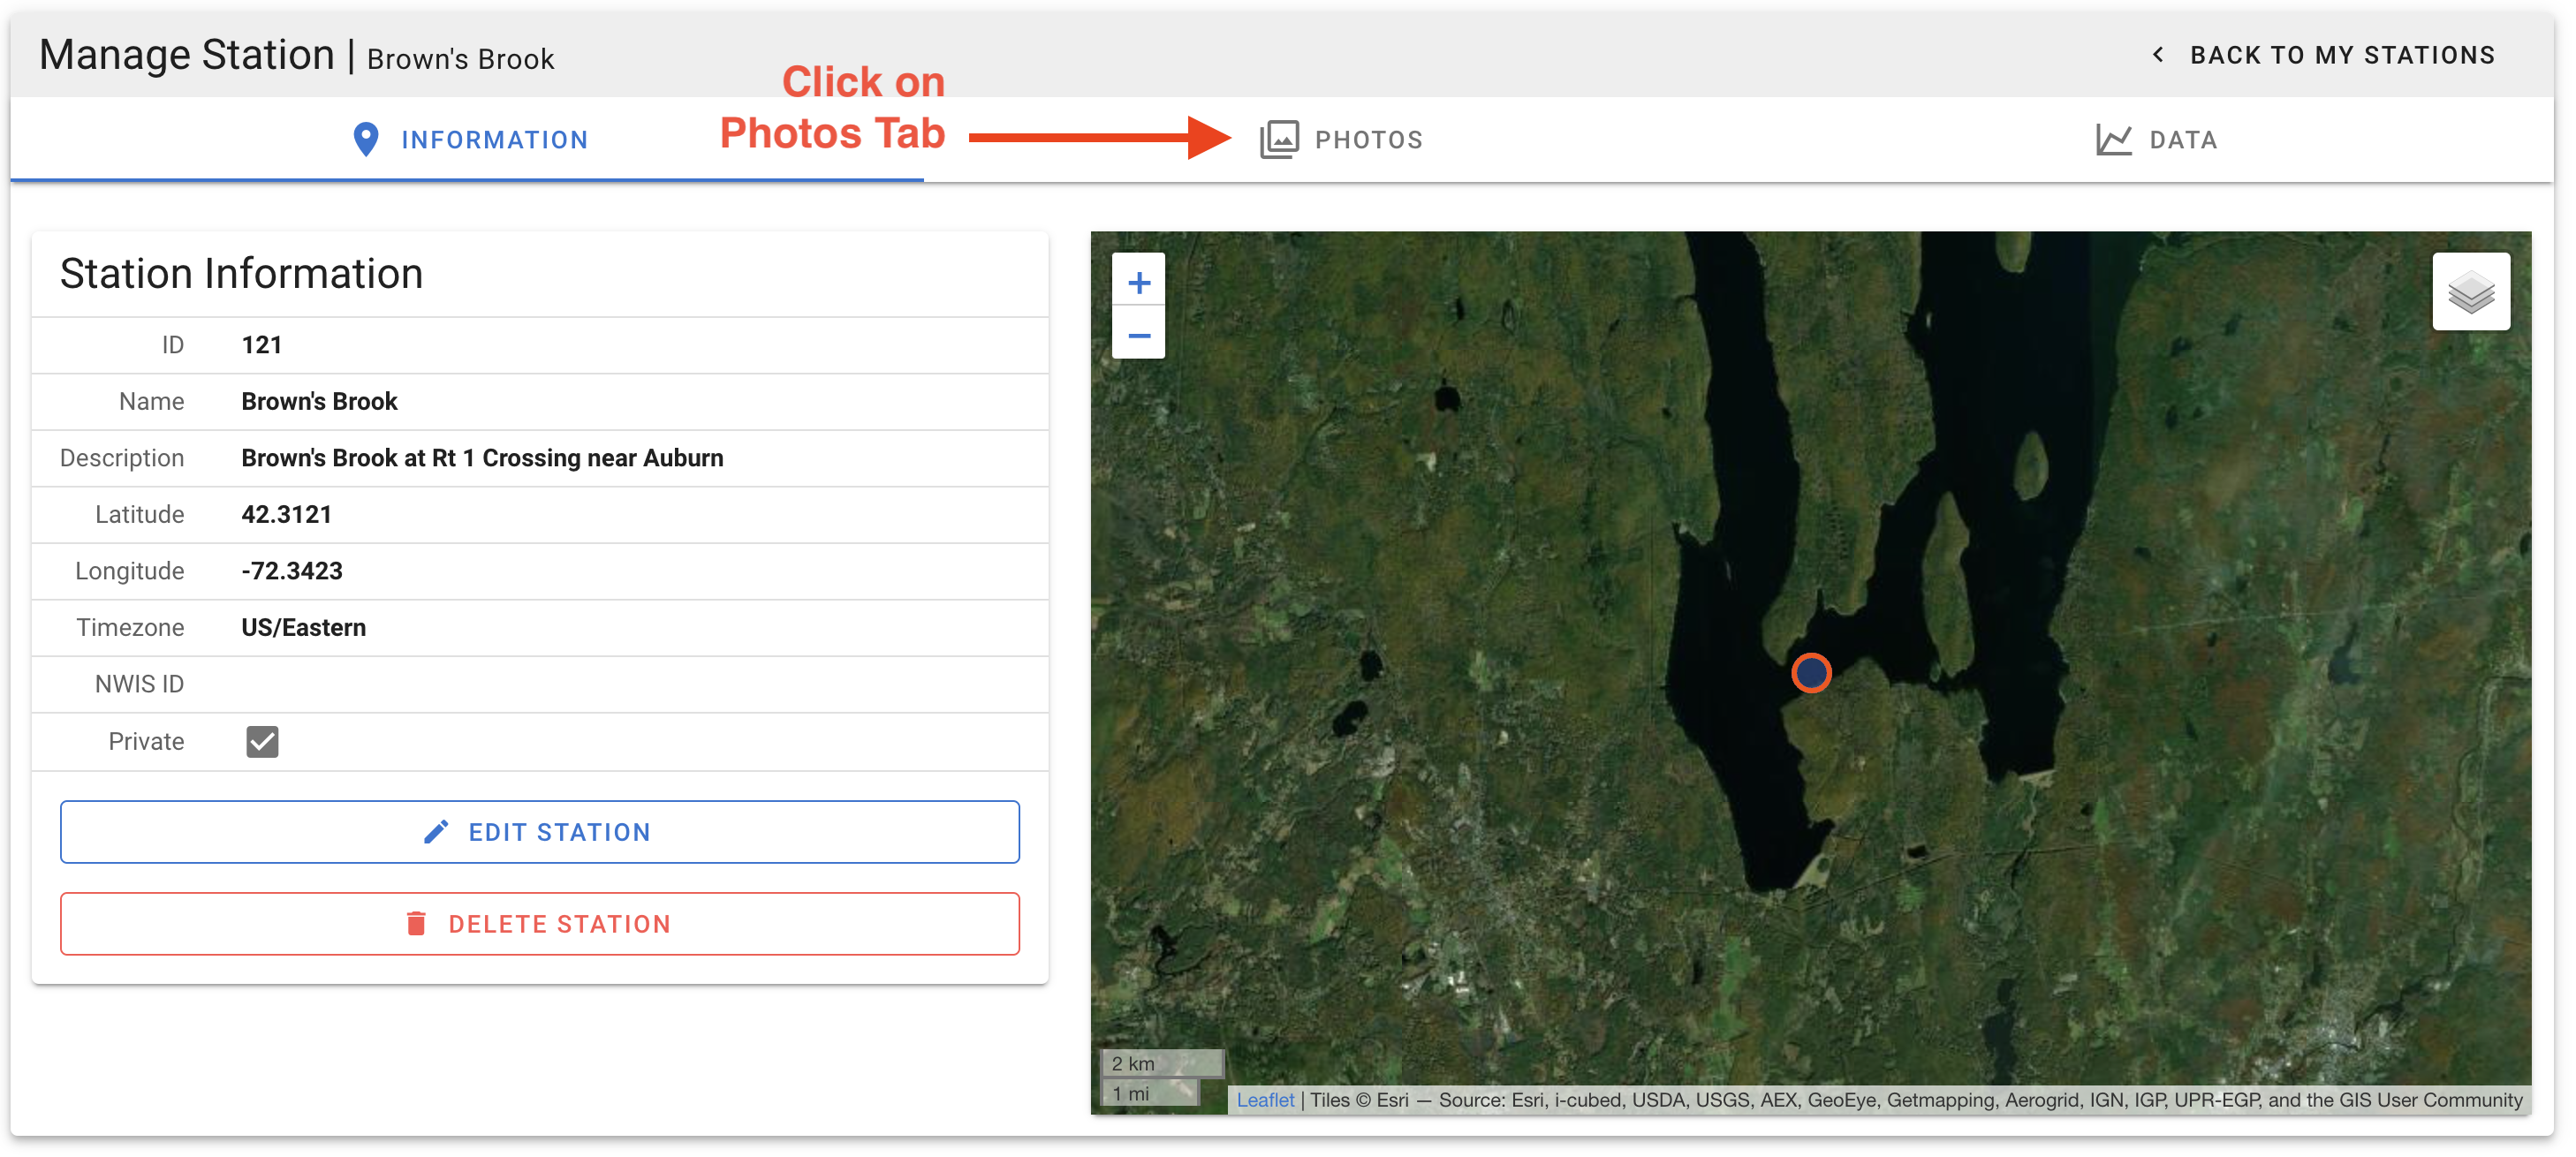 Manage Station | Brown's Brook
BACK TO MY STATIONS
Click on
Photos Tab
INFORMATION
PHOTOS
DATA
Station Information
ID 121
Name Brown's Brook
Description Brown's Brook at Rt 1 Crossing near Auburn
Latitude 42.3121
Longitude -72.3423
Timezone US/Eastern
NWIS ID
Private
EDIT STATION
DELETE STATION
+
−
2 km
1 mi
Leaflet | Tiles © Esri — Source: Esri, i-cubed, USDA, USGS, AEX, GeoEye, Getmapping, Aerogrid, IGN, IGP, UPR-EGP, and the GIS User Community